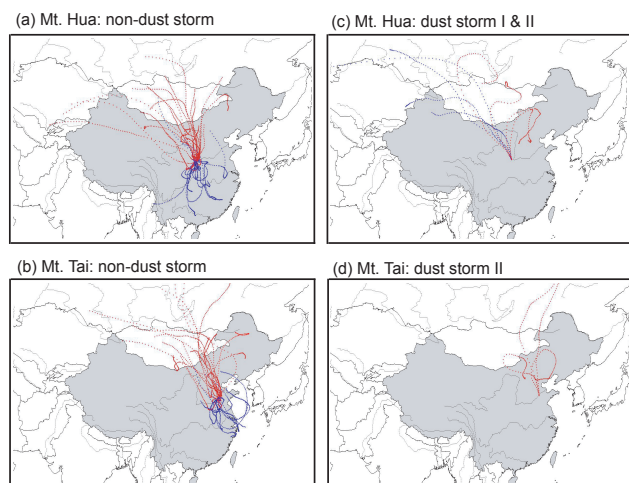 (a) Mt. Hua: non-dust storm
(c) Mt. Hua: dust storm I & II
(b) Mt. Tai: non-dust storm
(d) Mt. Tai: dust storm II